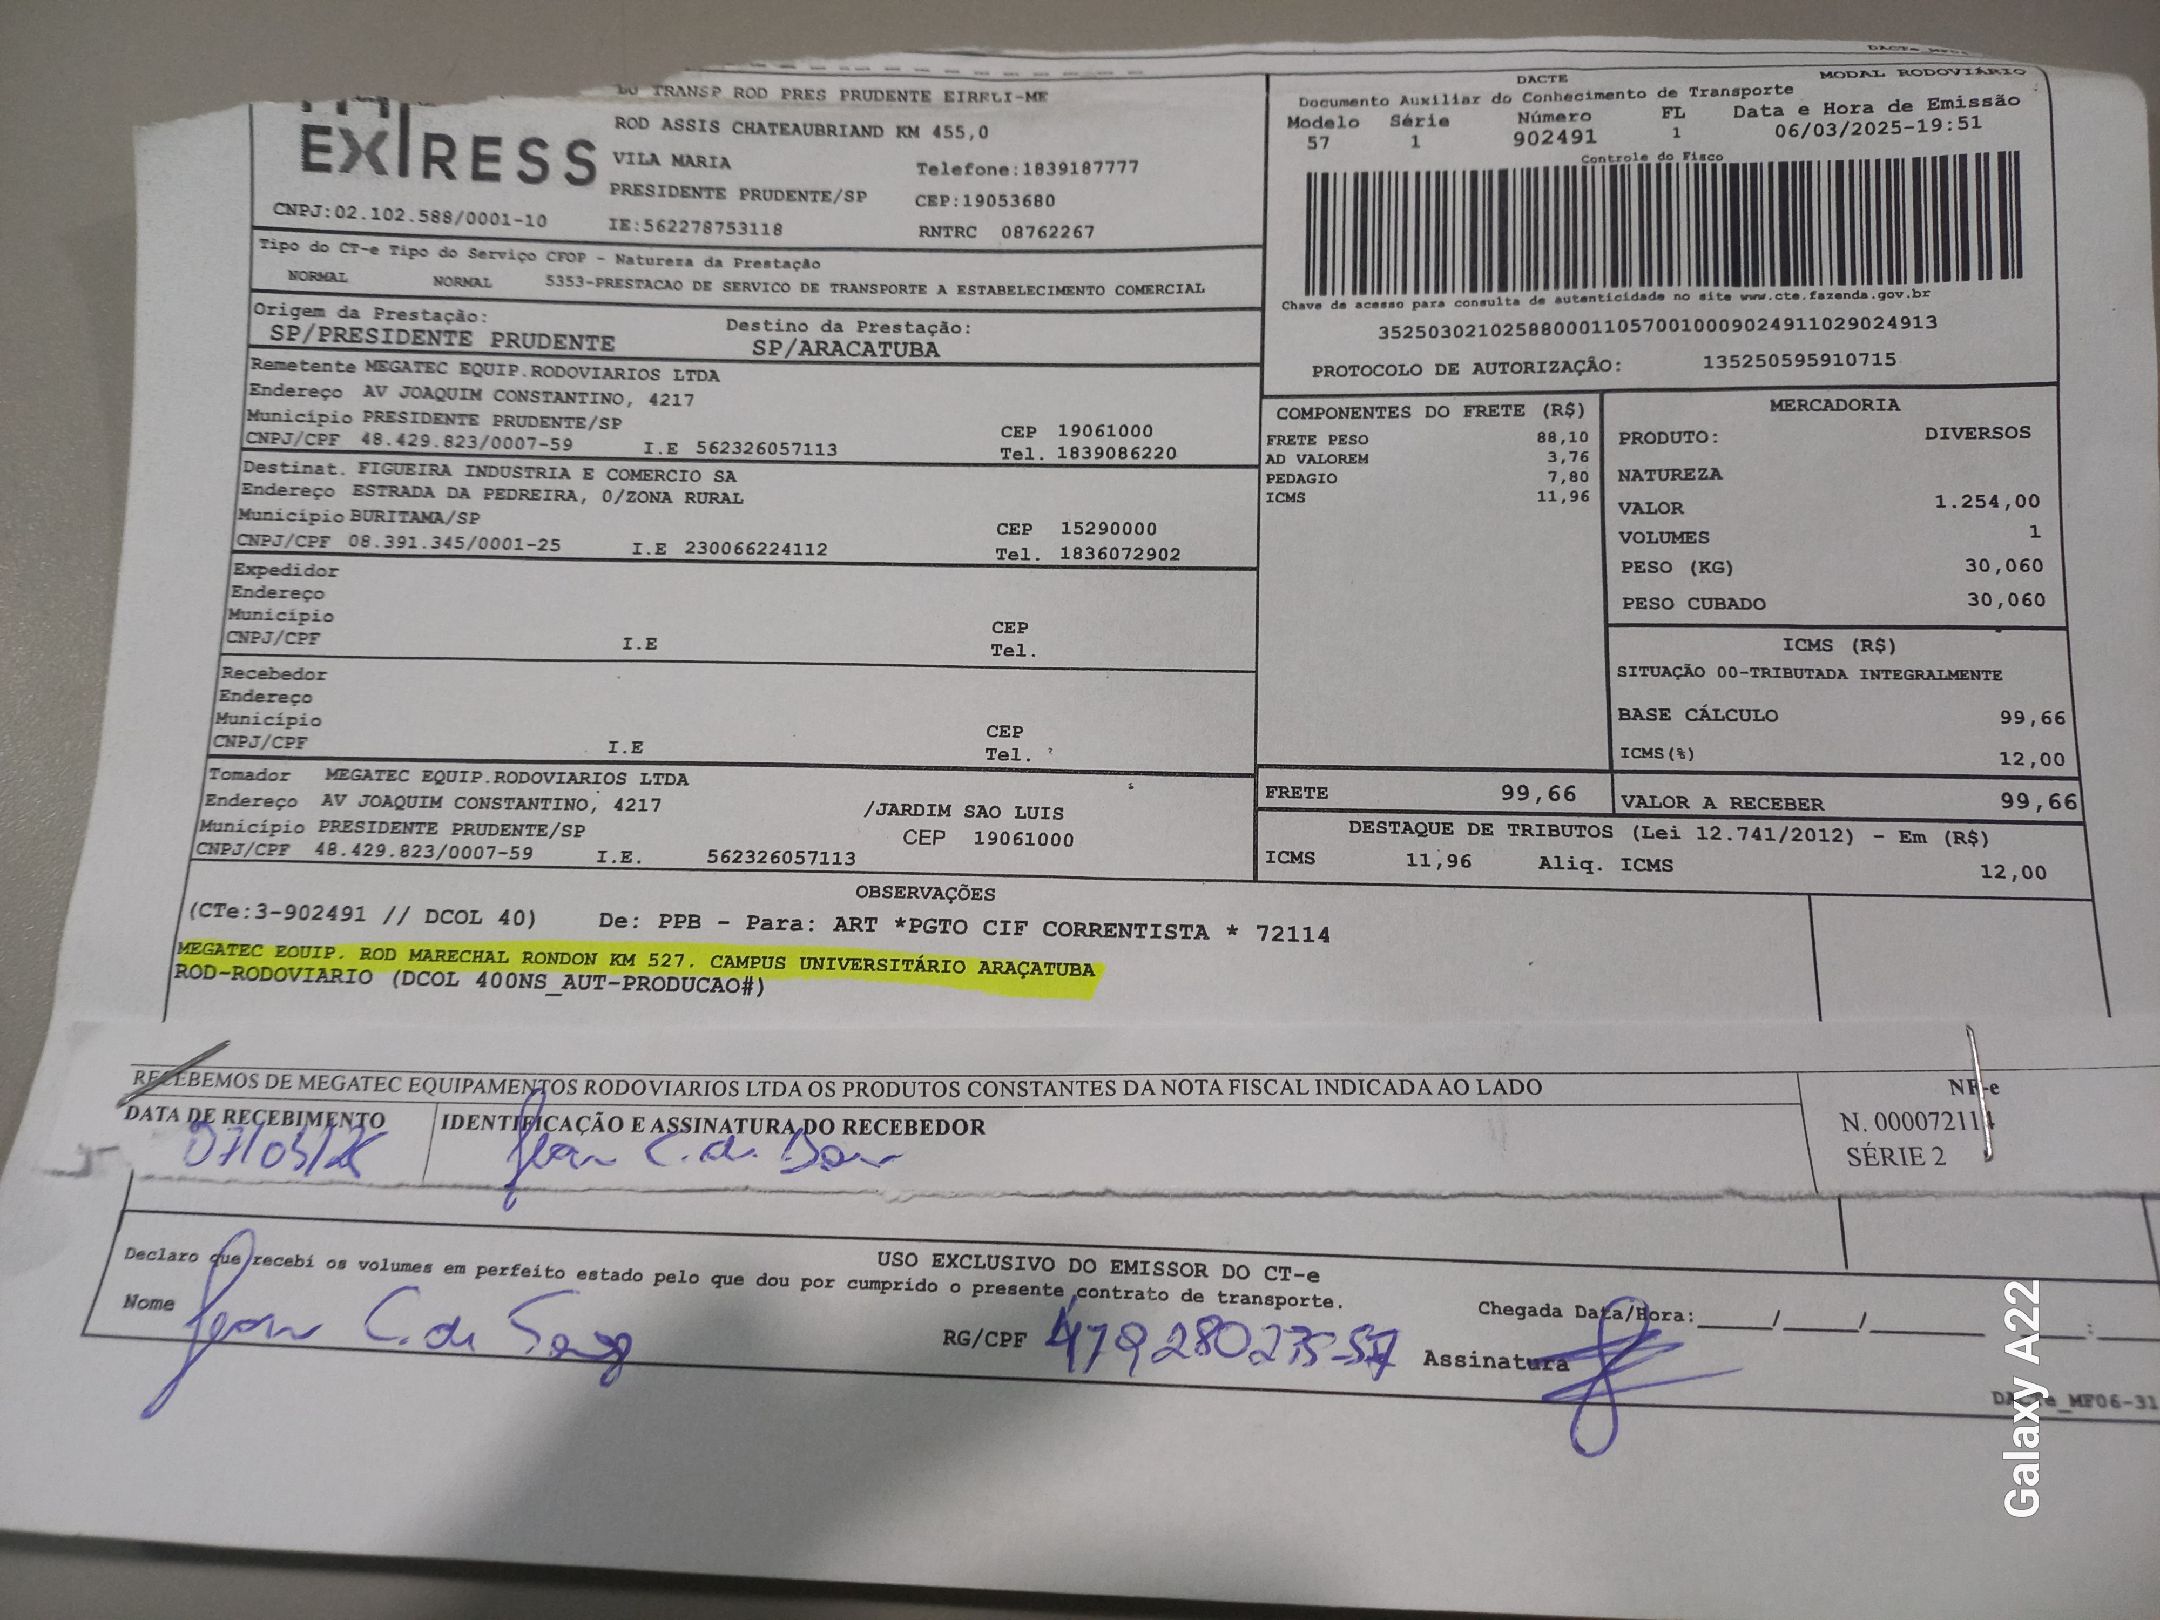 TRANSP ROD PRES PRUDENTE EIRELI-ME
EXPRESS
ROD ASSIS CHATEAUBRIAND KM 455,0
VILA MARIA
Telefone:1839187777
PRESIDENTE PRUDENTE/SP
CEP:19053680
CNPJ:02.102.588/0001-10
IE:562278753118
RNTRC 08762267
Tipo do CT-e Tipo do Serviço CFOP - Natureza da Prestação
NORMAL NORMAL 5353-PRESTACAO DE SERVICO DE TRANSPORTE A ESTABELECIMENTO COMERCIAL
Origem da Prestação:
SP/PRESIDENTE PRUDENTE
Destino da Prestação:
SP/ARACATUBA
DACTE
MODAL RODOVIÁRIO
Documento Auxiliar do Conhecimento de Transporte
Modelo Série Número FL Data e Hora de Emissão
57 1 902491 1 06/03/2025-19:51
Controle do Fisco
Chave de acesso para consulta de autenticidade no site www.cte.fazenda.gov.br
35250302102588000110570010009024911029024913
PROTOCOLO DE AUTORIZAÇÂO: 135250595910715
Remetente MEGATEC EQUIP.RODOVIARIOS LTDA
Endereço AV JOAQUIM CONSTANTINO, 4217
Município PRESIDENTE PRUDENTE/SP CEP 19061000
CNPJ/CPF 48.429.823/0007-59 I.E 562326057113 Tel. 1839086220
Destinat. FIGUEIRA INDUSTRIA E COMERCIO SA
Endereço ESTRADA DA PEDREIRA, 0/ZONA RURAL
Município BURITAMA/SP CEP 15290000
CNPJ/CPF 08.391.345/0001-25 I.E 230066224112 Tel. 1836072902
Expedidor
Endereço
Município CEP
CNPJ/CPF I.E Tel.
Recebedor
Endereço
Município CEP
CNPJ/CPF I.E Tel.
Tomador MEGATEC EQUIP.RODOVIARIOS LTDA
Endereço AV JOAQUIM CONSTANTINO, 4217 /JARDIM SAO LUIS
Município PRESIDENTE PRUDENTE/SP CEP 19061000
CNPJ/CPF 48.429.823/0007-59 I.E. 562326057113
COMPONENTES DO FRETE (R$)
FRETE PESO 88,10
AD VALOREM 3,76
PEDAGIO 7,80
ICMS 11,96
MERCADORIA
PRODUTO: DIVERSOS
NATUREZA
VALOR 1.254,00
VOLUMES 1
PESO (KG) 30,060
PESO CUBADO 30,060
ICMS (R$)
SITUAÇÃO 00-TRIBUTADA INTEGRALMENTE
BASE CÁLCULO 99,66
ICMS(%) 12,00
FRETE 99,66
VALOR A RECEBER 99,66
DESTAQUE DE TRIBUTOS (Lei 12.741/2012) - Em (R$)
ICMS 11,96 Aliq. ICMS 12,00
OBSERVAÇÕES
(CTe:3-902491 // DCOL 40) De: PPB - Para: ART *PGTO CIF CORRENTISTA * 72114
MEGATEC EQUIP. ROD MARECHAL RONDON KM 527. CAMPUS UNIVERSITÁRIO ARAÇATUBA
ROD-RODOVIARIO (DCOL 400NS_AUT-PRODUCAO#)
RECEBEMOS DE MEGATEC EQUIPAMENTOS RODOVIARIOS LTDA OS PRODUTOS CONSTANTES DA NOTA FISCAL INDICADA AO LADO
DATA DE RECEBIMENTO
IDENTIFICAÇÃO E ASSINATURA DO RECEBEDOR
NF-e
N. 000072114
SÉRIE 2
USO EXCLUSIVO DO EMISSOR DO CT-e
Declaro que recebi os volumes em perfeito estado pelo que dou por cumprido o presente contrato de transporte.
Nome
RG/CPF
Chegada Data/Hora:
Assinatura
DACTe_MF06-31
Galaxy A22